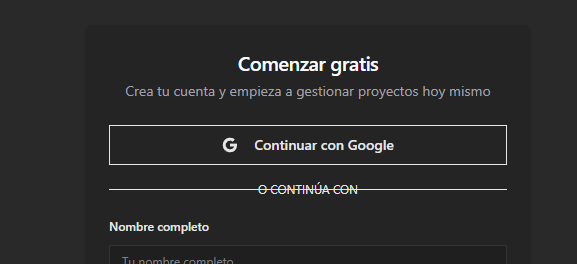 Comenzar gratis
Crea tu cuenta y empieza a gestionar proyectos hoy mismo
Continuar con Google
O CONTINÚA CON
Nombre completo
Tu nombre completo